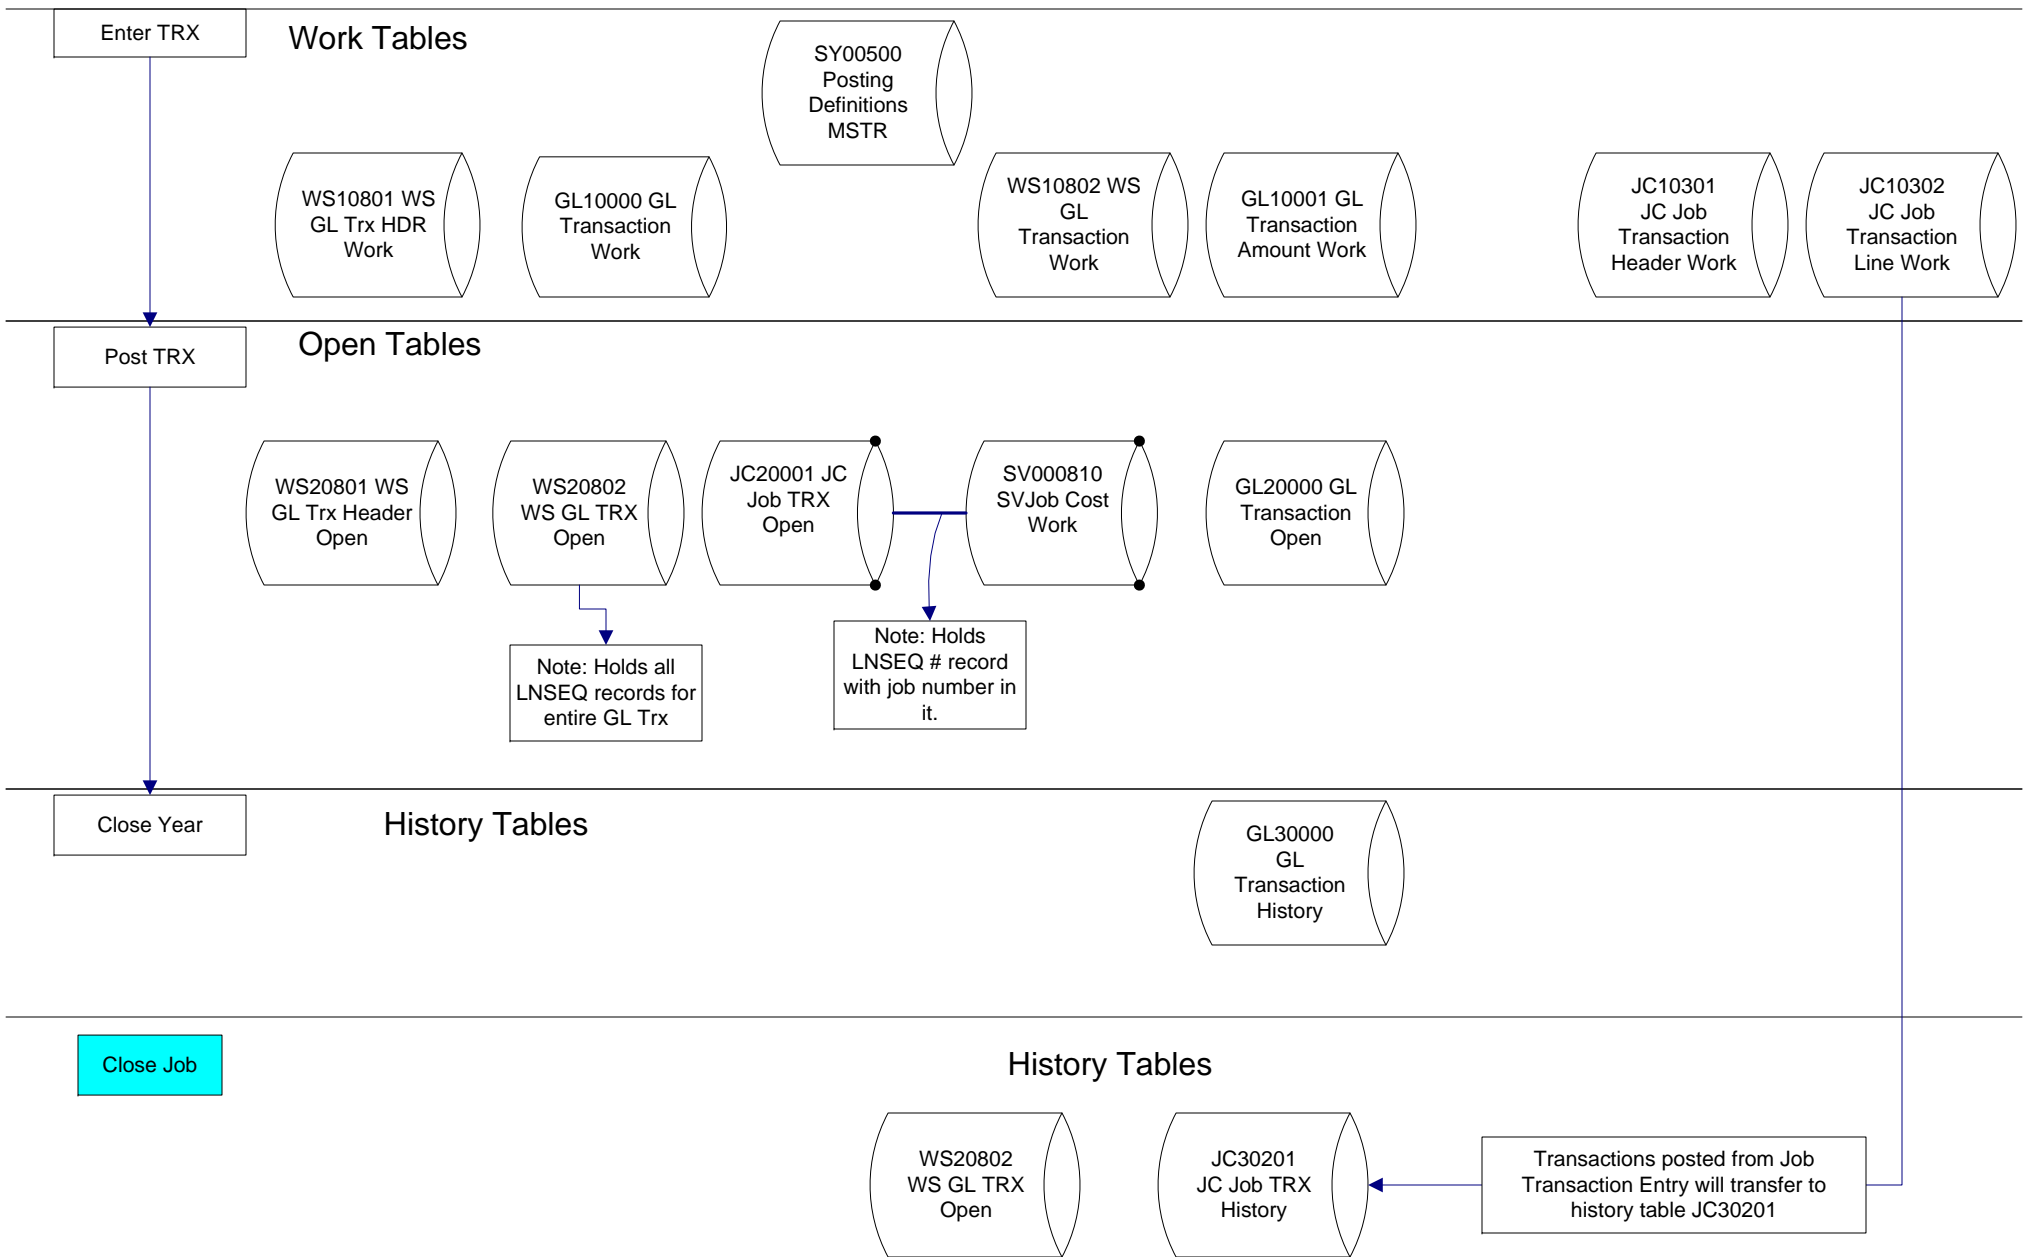 Enter TRX
Work Tables
SY00500
Posting
Definitions
MSTR
WS10801 WS
GL Trx HDR
Work
GL10000 GL
Transaction
Work
WS10802 WS
GL
Transaction
Work
GL10001 GL
Transaction
Amount Work
JC10301
JC Job
Transaction
Header Work
JC10302
JC Job
Transaction
Line Work
Post TRX
Open Tables
WS20801 WS
GL Trx Header
Open
WS20802
WS GL TRX
Open
JC20001 JC
Job TRX
Open
SV000810
SVJob Cost
Work
GL20000 GL
Transaction
Open
Note: Holds all
LNSEQ records for
entire GL Trx
Note: Holds
LNSEQ # record
with job number in
it.
Close Year
History Tables
GL30000
GL
Transaction
History
Close Job
History Tables
WS20802
WS GL TRX
Open
JC30201
JC Job TRX
History
Transactions posted from Job
Transaction Entry will transfer to
history table JC30201